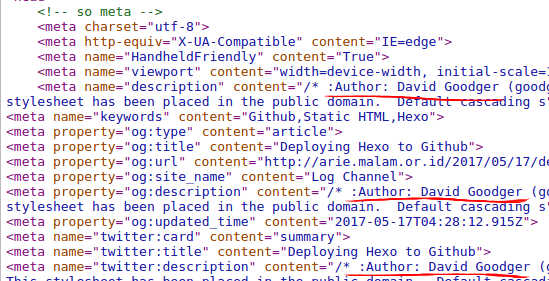 <!-- so meta -->
<meta charset="utf-8">
<meta http-equiv="X-UA-Compatible" content="IE=edge">
<meta name="HandheldFriendly" content="True">
<meta name="viewport" content="width=device-width, initial-scale=1
<meta name="description" content="/* :Author: David Goodger (goodg
stylesheet has been placed in the public domain.  Default cascading s
<meta name="keywords" content="Github,Static HTML,Hexo">
<meta property="og:type" content="article">
<meta property="og:title" content="Deploying Hexo to Github">
<meta property="og:url" content="http://arie.malam.or.id/2017/05/17/de
<meta property="og:site_name" content="Log Channel">
<meta property="og:description" content="/* :Author: David Goodger (go
stylesheet has been placed in the public domain.  Default cascading s
<meta property="og:updated_time" content="2017-05-17T04:28:12.915Z">
<meta name="twitter:card" content="summary">
<meta name="twitter:title" content="Deploying Hexo to Github">
<meta name="twitter:description" content="/* :Author: David Goodger (g
This stylesheet has been placed in the public domain.  Default cascad